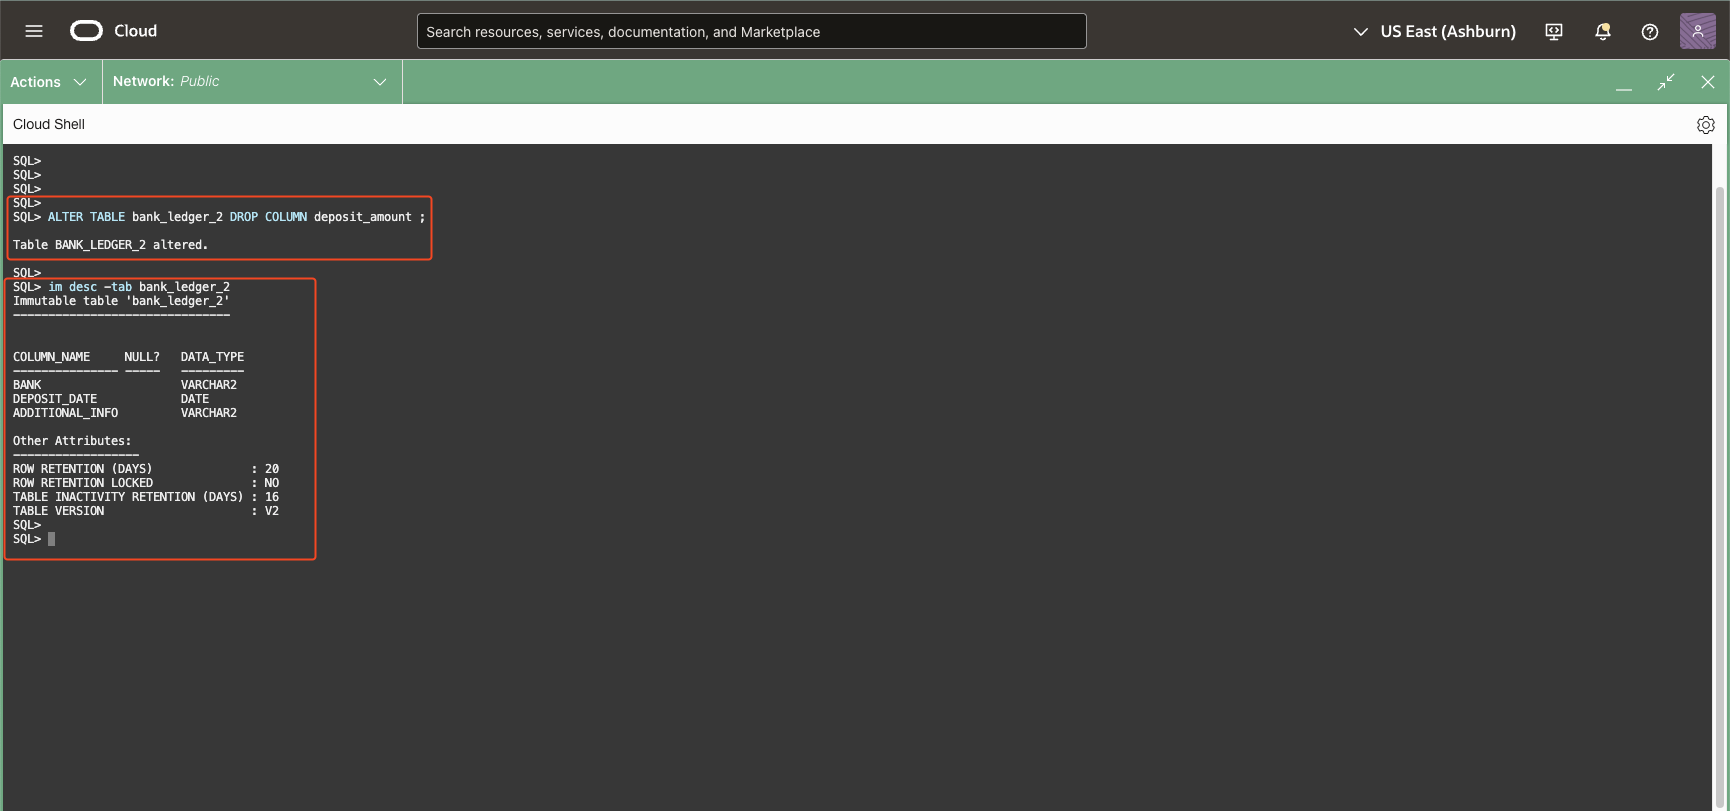 Cloud
Search resources, services, documentation, and Marketplace
US East (Ashburn)
Actions
Network: Public
Cloud Shell
SQL>
SQL>
SQL>
SQL>
SQL> ALTER TABLE bank_ledger_2 DROP COLUMN deposit_amount ;
Table BANK_LEDGER_2 altered.
SQL>
SQL> im desc -tab bank_ledger_2
Immutable table 'bank_ledger_2'
-------------------------------
COLUMN_NAME     NULL?   DATA_TYPE
--------------- -----   ---------
BANK                    VARCHAR2
DEPOSIT_DATE            DATE
ADDITIONAL_INFO         VARCHAR2
Other Attributes:
------------------
ROW RETENTION (DAYS)              : 20
ROW RETENTION LOCKED              : NO
TABLE INACTIVITY RETENTION (DAYS) : 16
TABLE VERSION                     : V2
SQL>
SQL>